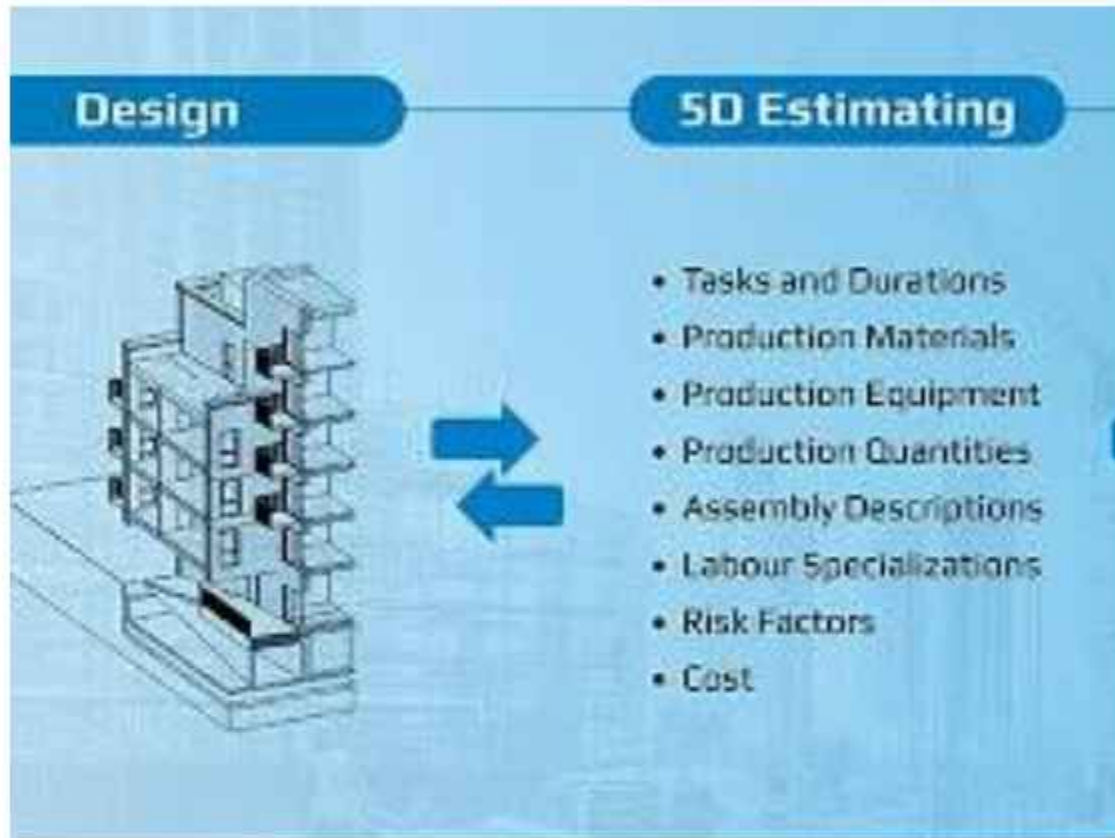 Design
5D Estimating
• Tasks and Durations
• Production Materials
• Production Equipment
• Production Quantities
• Assembly Descriptions
• Labour Specializations
• Risk Factors
• Cost